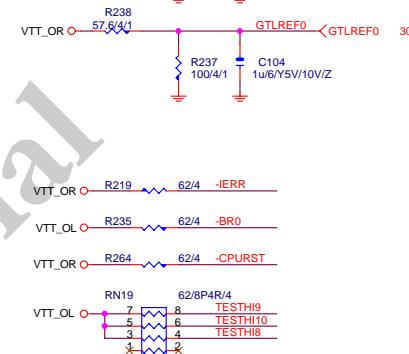 R238
VTT_OR 57.6/4/1 GTLREF0 GTLREF0 30
R237
100/4/1
C104
1u/6/Y5V/10V/Z
VTT_OR R219 62/4 -IERR
VTT_OL R235 62/4 -BR0
VTT_OR R264 62/4 -CPURST
RN19 62/8P4R/4
VTT_OL 7 8 TESTHI9
5 6 TESTHI10
3 4 TESTHI8
1 2